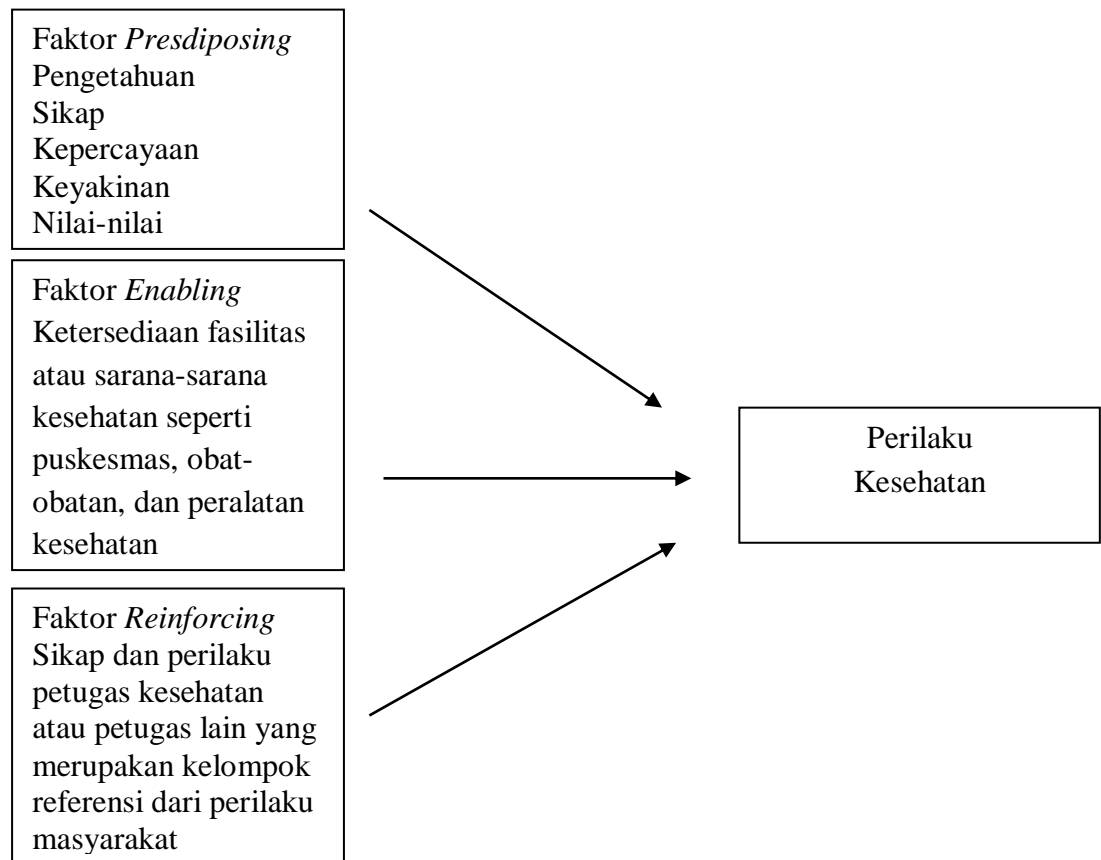 Faktor Presdiposing
Pengetahuan
Sikap
Kepercayaan
Keyakinan
Nilai-nilai
Faktor Enabling
Ketersediaan fasilitas
atau sarana-sarana
kesehatan seperti
puskesmas, obat-
obatan, dan peralatan
kesehatan
Faktor Reinforcing
Sikap dan perilaku
petugas kesehatan
atau petugas lain yang
merupakan kelompok
referensi dari perilaku
masyarakat
Perilaku
Kesehatan